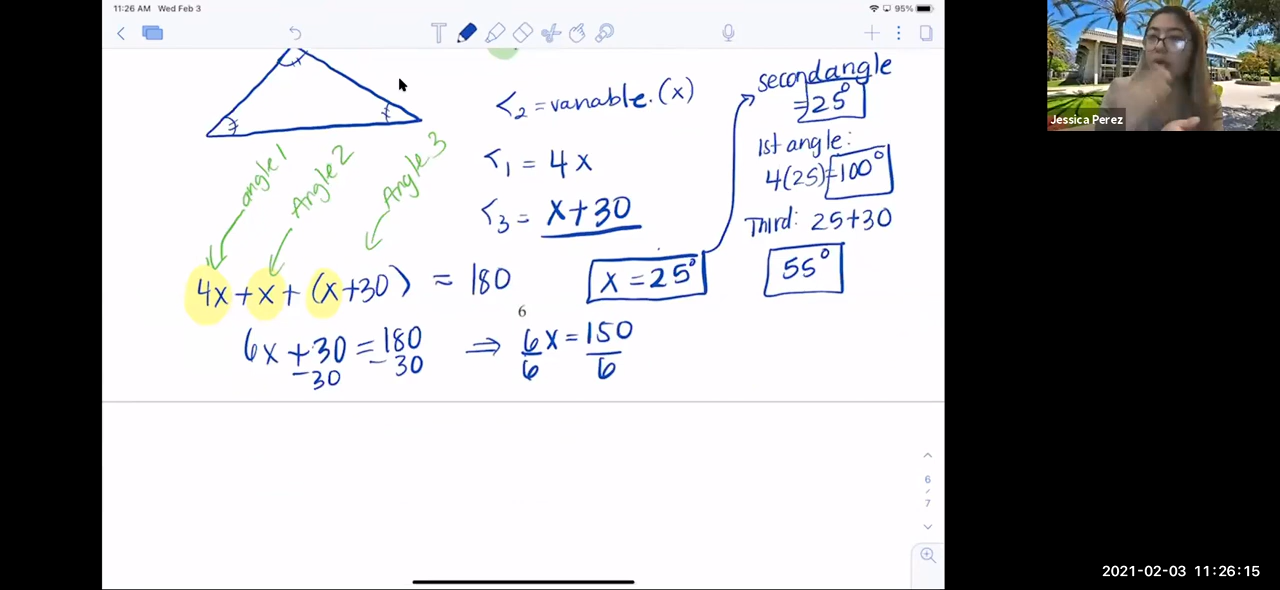 11:26 AM Wed Feb 3
95%
T
<2 = variable.(x)
<1 = 4x
<3 = x+30
angle 1
Angle 2
Angle 3
4x + x + (x+30) = 180
6x + 30 = 180
-30 -30
⇒ 6x = 150
6 6
6
x = 25°
second angle
= 25°
1st angle:
4(25) = 100°
Third: 25+30
55°
6
7
Jessica Perez
2021-02-03 11:26:15